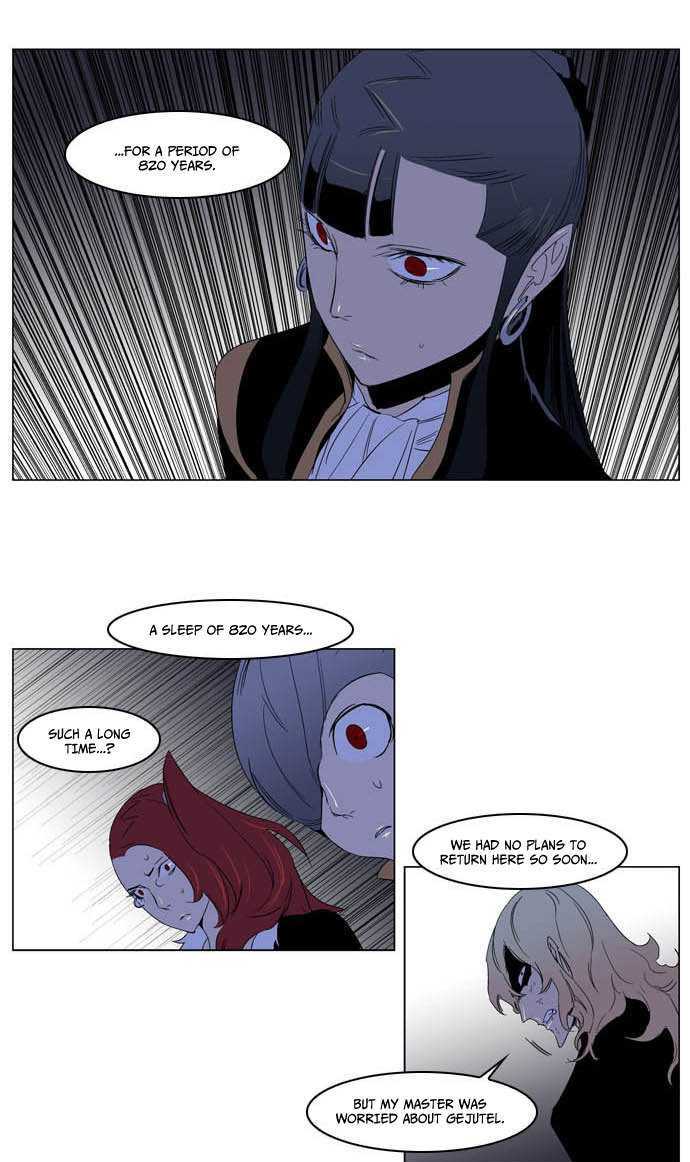 ...FOR A PERIOD OF
820 YEARS.
A SLEEP OF 820 YEARS...
SUCH A LONG
TIME...?
WE HAD NO PLANS TO
RETURN HERE SO SOON...
BUT MY MASTER WAS
WORRIED ABOUT GEJUTEL.